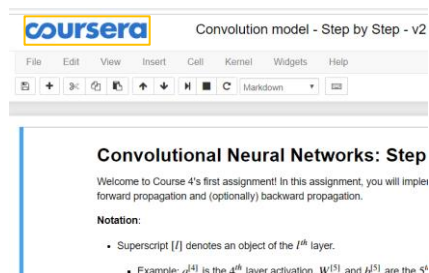 coursera Convolution model - Step by Step - v2
File Edit View Insert Cell Kernel Widgets Help
Markdown
Convolutional Neural Networks: Step
Welcome to Course 4's first assignment! In this assignment, you will
forward propagation and (optionally) backward propagation.
Notation:
Superscript [l] denotes an object of the lᵗʰ layer.
Example: a[4] is the 4ᵗʰ layer activation. W[5] and b[5] are the 5